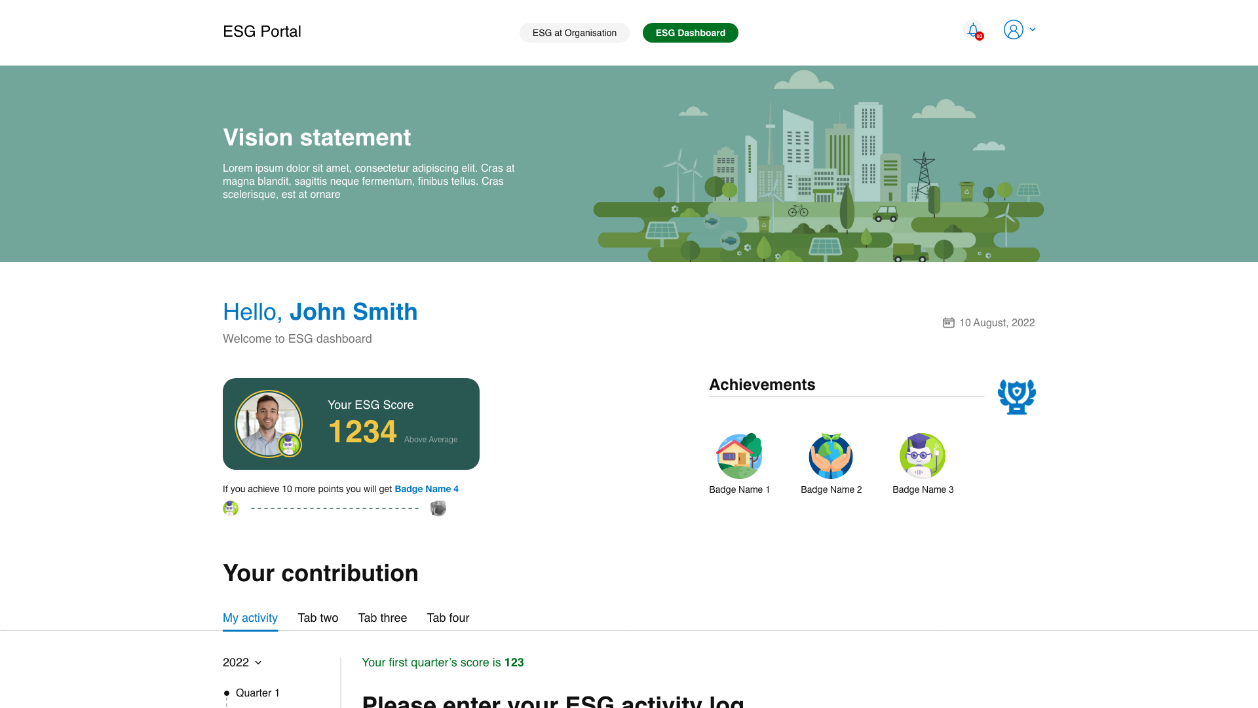 ESG Portal
ESG at Organisation
ESG Dashboard
Vision statement
Lorem ipsum dolor sit amet, consectetur adipiscing elit. Cras at
magna blandit, sagittis neque fermentum, finibus tellus. Cras
scelerisque, est at ornare
Hello, John Smith
Welcome to ESG dashboard
10 August, 2022
Your ESG Score
1234 Above Average
If you achieve 10 more points you will get Badge Name 4
Achievements
Badge Name 1
Badge Name 2
Badge Name 3
Your contribution
My activity
Tab two
Tab three
Tab four
2022
Quarter 1
Your first quarter's score is 123
Please enter your ESG activity log